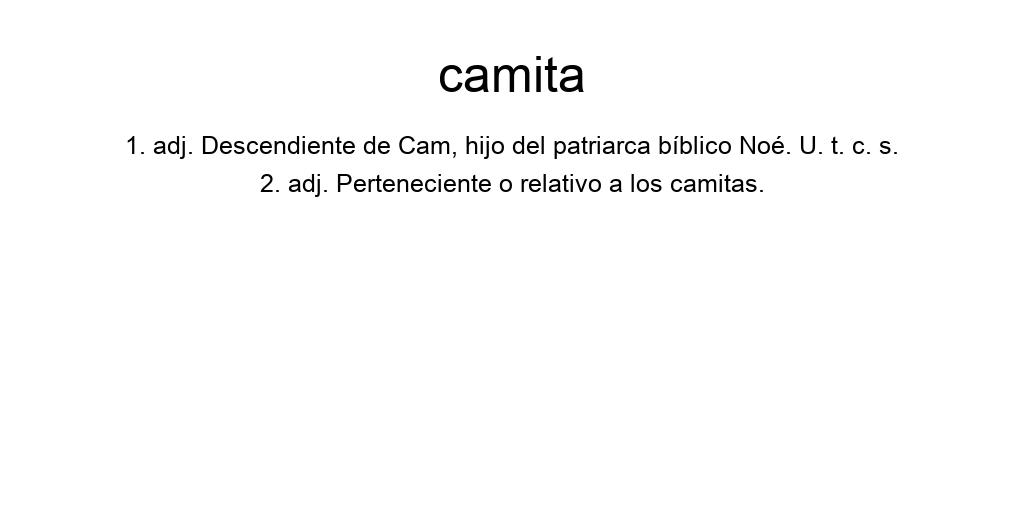 camita
1. adj. Descendiente de Cam, hijo del patriarca bíblico Noé. U. t. c. s.
2. adj. Perteneciente o relativo a los camitas.